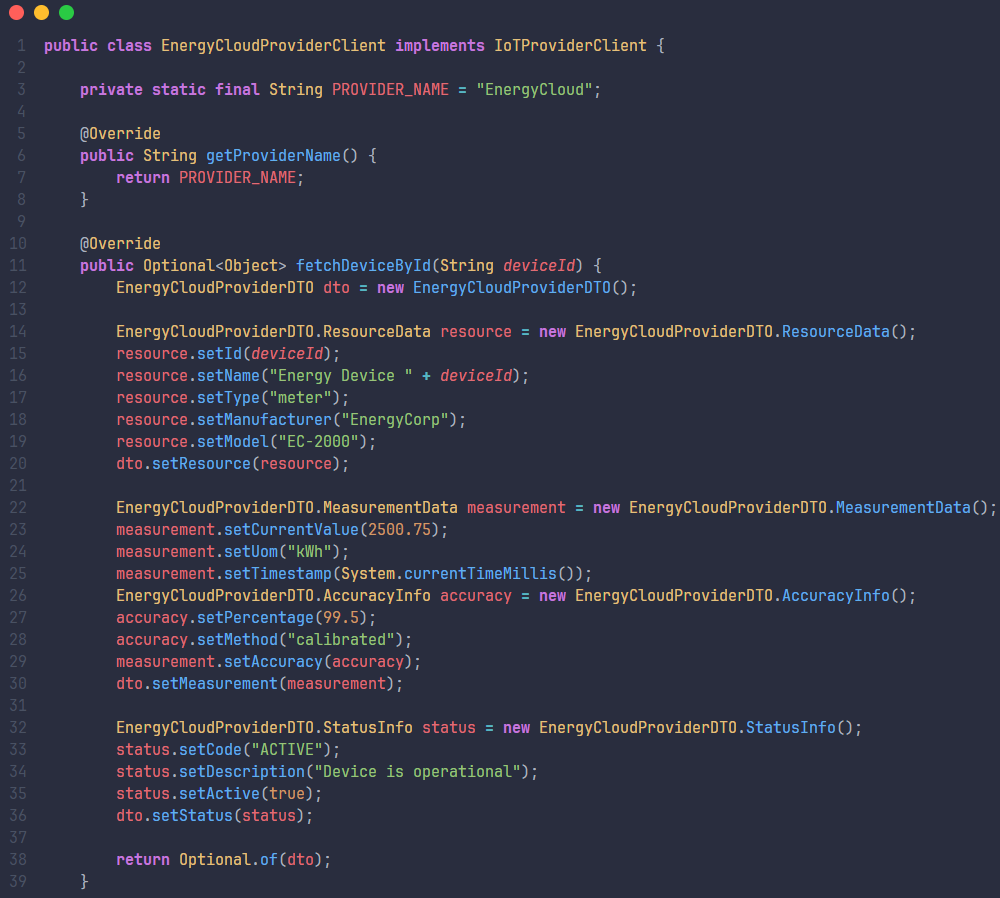 1 public class EnergyCloudProviderClient implements IoTProviderClient {
2
3     private static final String PROVIDER_NAME = "EnergyCloud";
4
5     @Override
6     public String getProviderName() {
7         return PROVIDER_NAME;
8     }
9
10     @Override
11     public Optional<Object> fetchDeviceById(String deviceId) {
12         EnergyCloudProviderDTO dto = new EnergyCloudProviderDTO();
13
14         EnergyCloudProviderDTO.ResourceData resource = new EnergyCloudProviderDTO.ResourceData();
15         resource.setId(deviceId);
16         resource.setName("Energy Device " + deviceId);
17         resource.setType("meter");
18         resource.setManufacturer("EnergyCorp");
19         resource.setModel("EC-2000");
20         dto.setResource(resource);
21
22         EnergyCloudProviderDTO.MeasurementData measurement = new EnergyCloudProviderDTO.MeasurementData();
23         measurement.setCurrentValue(2500.75);
24         measurement.setUom("kWh");
25         measurement.setTimestamp(System.currentTimeMillis());
26         EnergyCloudProviderDTO.AccuracyInfo accuracy = new EnergyCloudProviderDTO.AccuracyInfo();
27         accuracy.setPercentage(99.5);
28         accuracy.setMethod("calibrated");
29         measurement.setAccuracy(accuracy);
30         dto.setMeasurement(measurement);
31
32         EnergyCloudProviderDTO.StatusInfo status = new EnergyCloudProviderDTO.StatusInfo();
33         status.setCode("ACTIVE");
34         status.setDescription("Device is operational");
35         status.setActive(true);
36         dto.setStatus(status);
37
38         return Optional.of(dto);
39     }